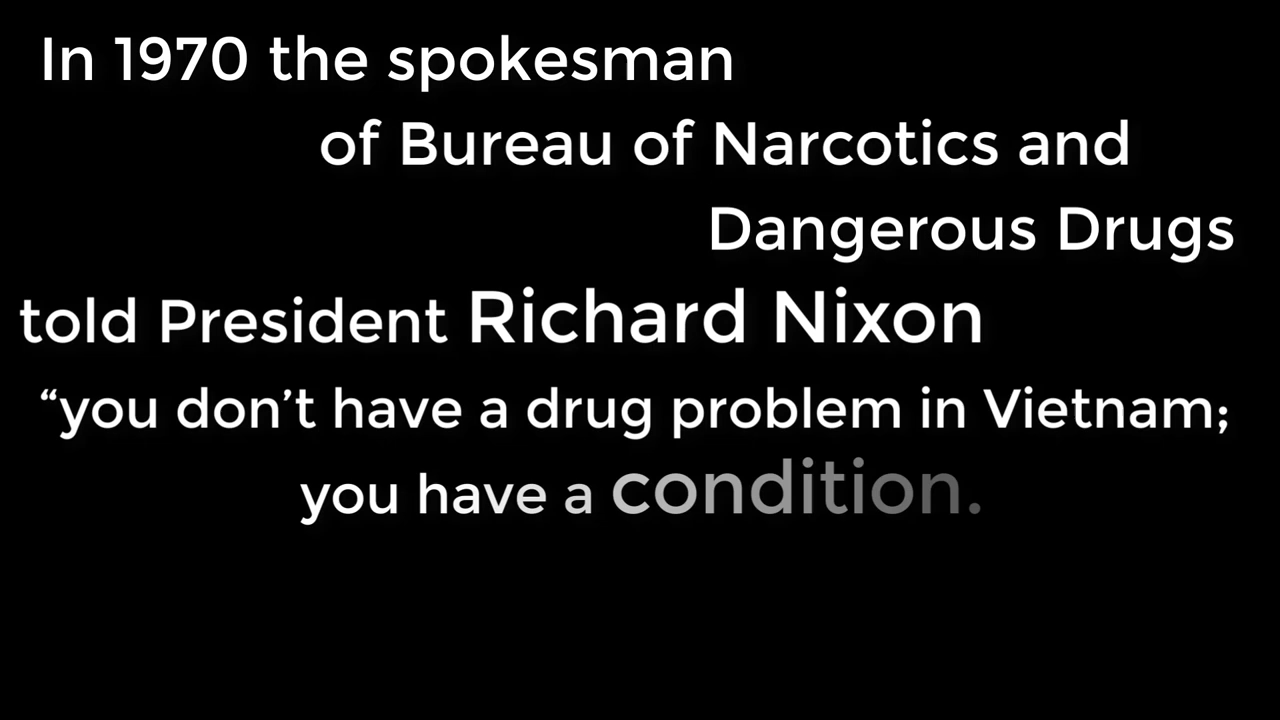 In 1970 the spokesman
of Bureau of Narcotics and
Dangerous Drugs
told President Richard Nixon
“you don’t have a drug problem in Vietnam;
you have a condition.